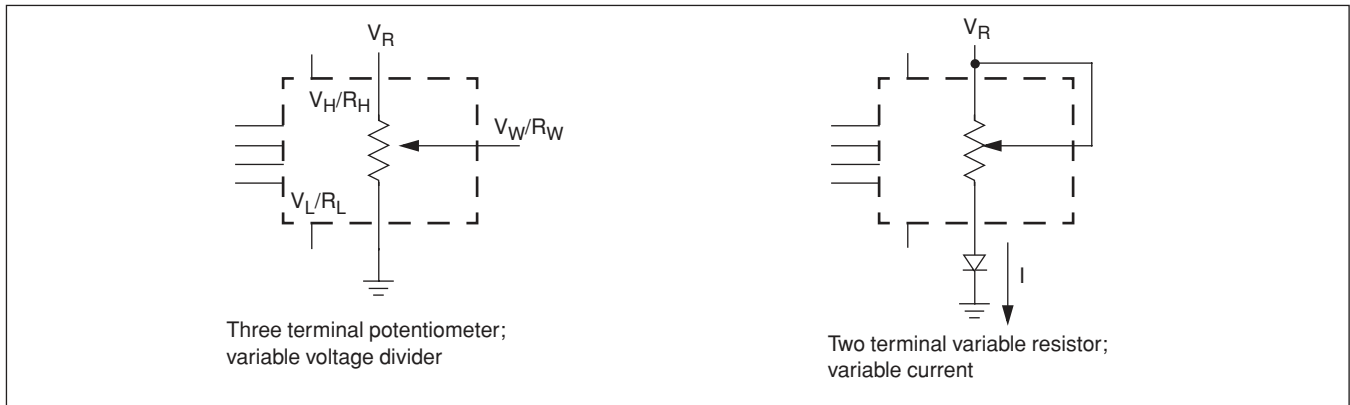 V_R
V_H/R_H
V_W/R_W
V_L/R_L
Three terminal potentiometer;
variable voltage divider
V_R
I
Two terminal variable resistor;
variable current